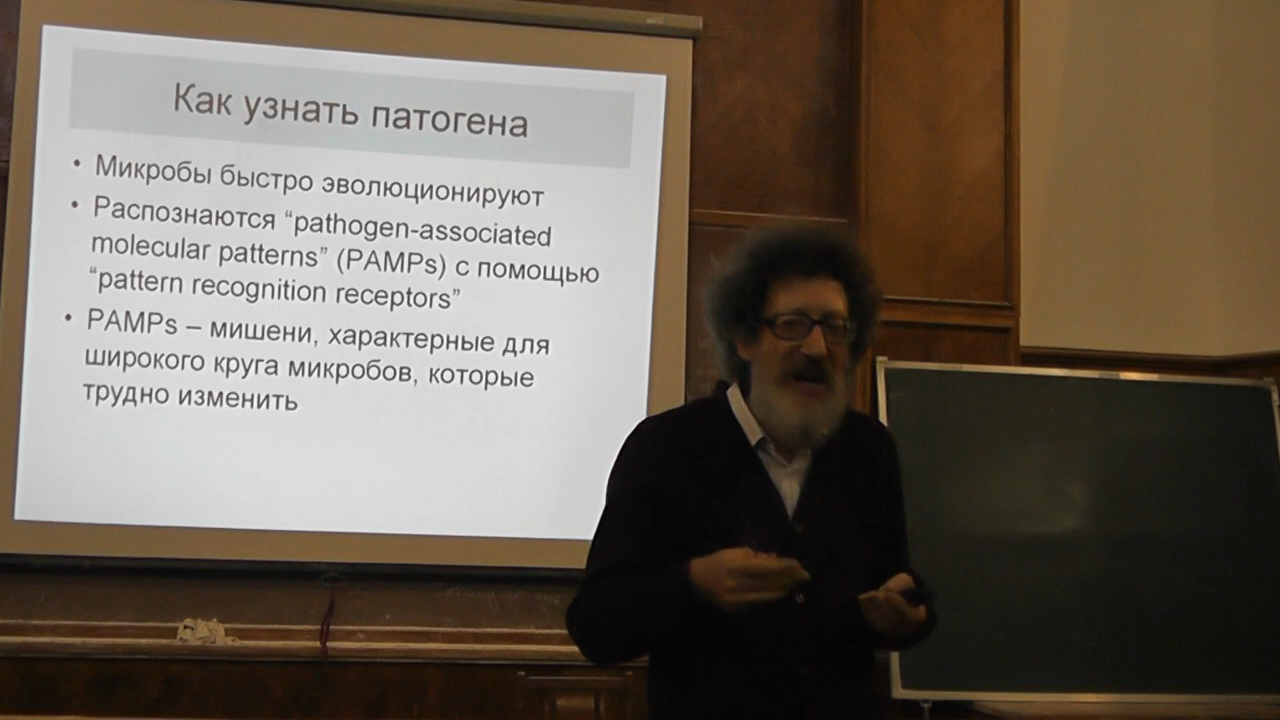 Как узнать патогена
• Микробы быстро эволюционируют
• Распознаются “pathogen-associated
molecular patterns” (PAMPs) с помощью
“pattern recognition receptors”
• PAMPs – мишени, характерные для
широкого круга микробов, которые
трудно изменить